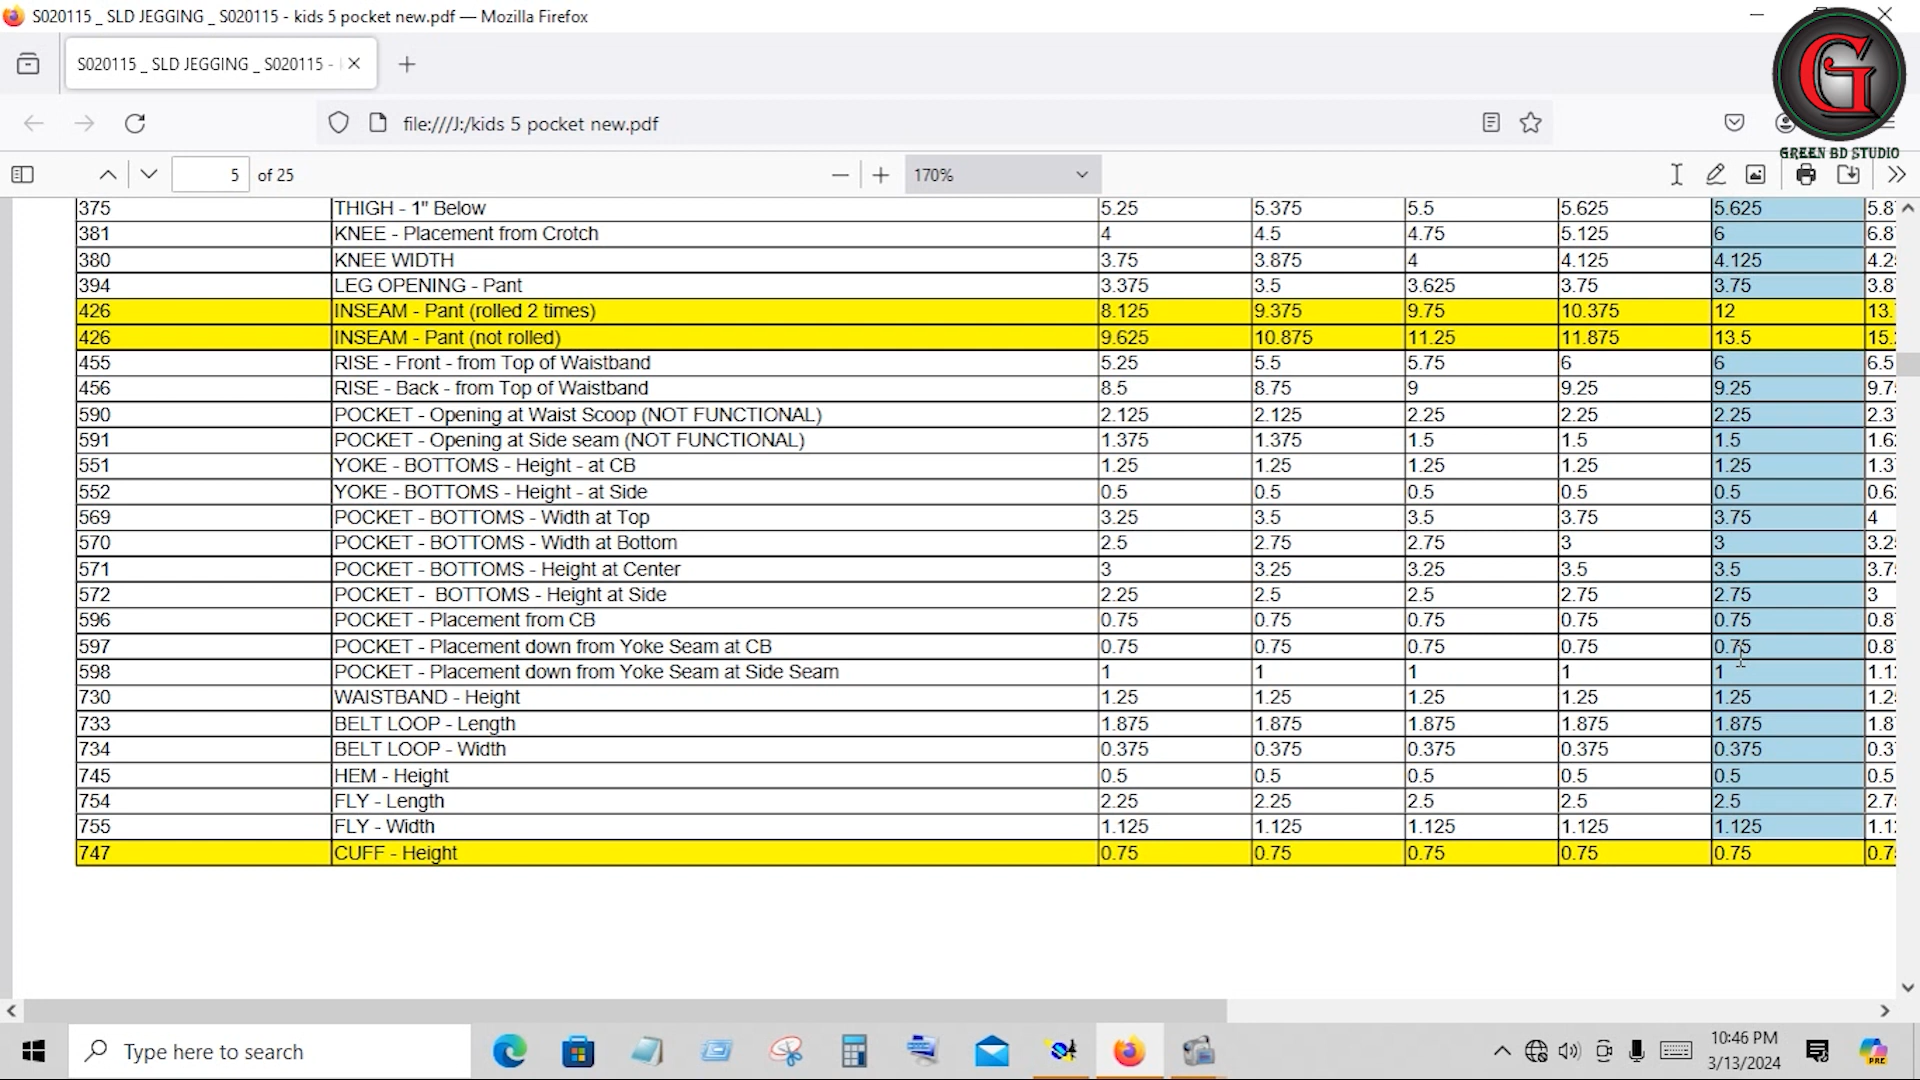 S020115 _ SLD JEGGING _ S020115 - kids 5 pocket new.pdf — Mozilla Firefox
S020115 _ SLD JEGGING _ S020115 -
file:///J:/kids 5 pocket new.pdf
G
GREEN BD STUDIO
5 of 25
170%
375 THIGH - 1" Below 5.25 5.375 5.5 5.625 5.625 5.8
381 KNEE - Placement from Crotch 4 4.5 4.75 5.125 6 6.8
380 KNEE WIDTH 3.75 3.875 4 4.125 4.125 4.2
394 LEG OPENING - Pant 3.375 3.5 3.625 3.75 3.75 3.8
426 INSEAM - Pant (rolled 2 times) 8.125 9.375 9.75 10.375 12 13.
426 INSEAM - Pant (not rolled) 9.625 10.875 11.25 11.875 13.5 15.
455 RISE - Front - from Top of Waistband 5.25 5.5 5.75 6 6 6.5
456 RISE - Back - from Top of Waistband 8.5 8.75 9 9.25 9.25 9.7
590 POCKET - Opening at Waist Scoop (NOT FUNCTIONAL) 2.125 2.125 2.25 2.25 2.25 2.3
591 POCKET - Opening at Side seam (NOT FUNCTIONAL) 1.375 1.375 1.5 1.5 1.5 1.6
551 YOKE - BOTTOMS - Height - at CB 1.25 1.25 1.25 1.25 1.25 1.3
552 YOKE - BOTTOMS - Height - at Side 0.5 0.5 0.5 0.5 0.5 0.6
569 POCKET - BOTTOMS - Width at Top 3.25 3.5 3.5 3.75 3.75 4
570 POCKET - BOTTOMS - Width at Bottom 2.5 2.75 2.75 3 3 3.2
571 POCKET - BOTTOMS - Height at Center 3 3.25 3.25 3.5 3.5 3.7
572 POCKET - BOTTOMS - Height at Side 2.25 2.5 2.5 2.75 2.75 3
596 POCKET - Placement from CB 0.75 0.75 0.75 0.75 0.75 0.8
597 POCKET - Placement down from Yoke Seam at CB 0.75 0.75 0.75 0.75 0.75 0.8
598 POCKET - Placement down from Yoke Seam at Side Seam 1 1 1 1 1 1.1
730 WAISTBAND - Height 1.25 1.25 1.25 1.25 1.25 1.2
733 BELT LOOP - Length 1.875 1.875 1.875 1.875 1.875 1.8
734 BELT LOOP - Width 0.375 0.375 0.375 0.375 0.375 0.3
745 HEM - Height 0.5 0.5 0.5 0.5 0.5 0.5
754 FLY - Length 2.25 2.25 2.5 2.5 2.5 2.7
755 FLY - Width 1.125 1.125 1.125 1.125 1.125 1.1
747 CUFF - Height 0.75 0.75 0.75 0.75 0.75 0.7
Type here to search
10:46 PM
3/13/2024
PRE